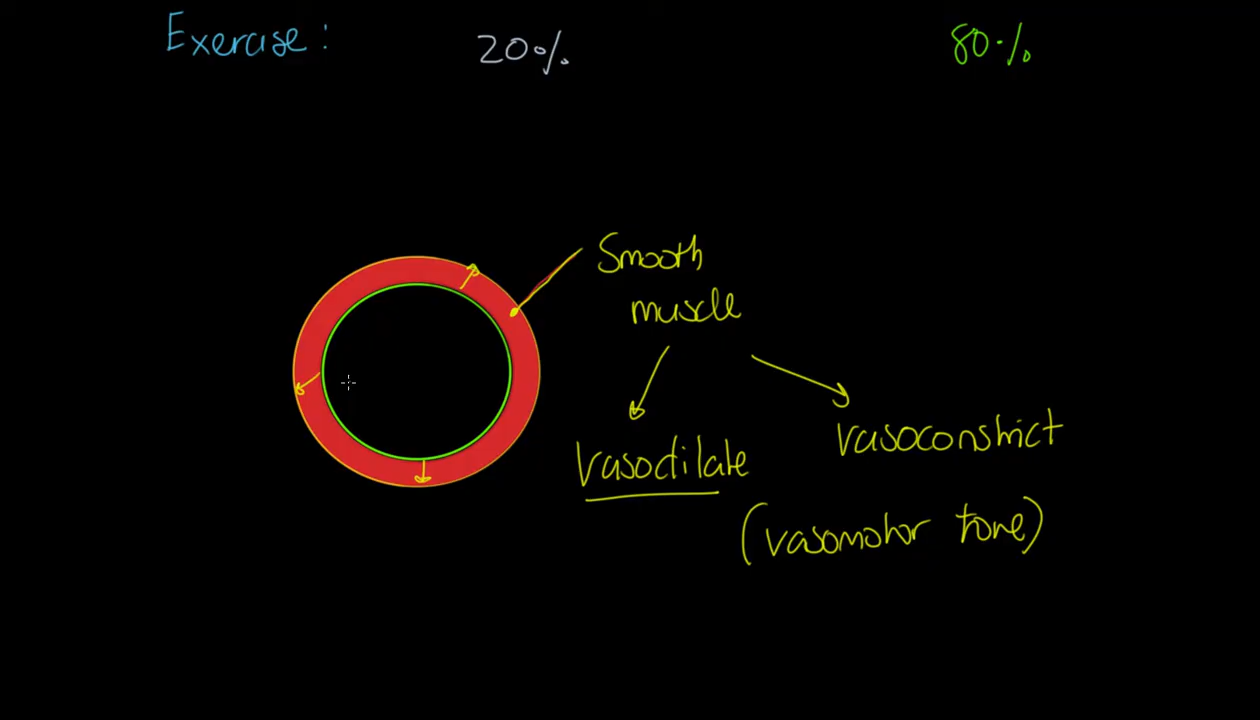 Exercise: 20% 80%
Smooth
muscle
vasodilate
vasoconstrict
(vasomotor tone)